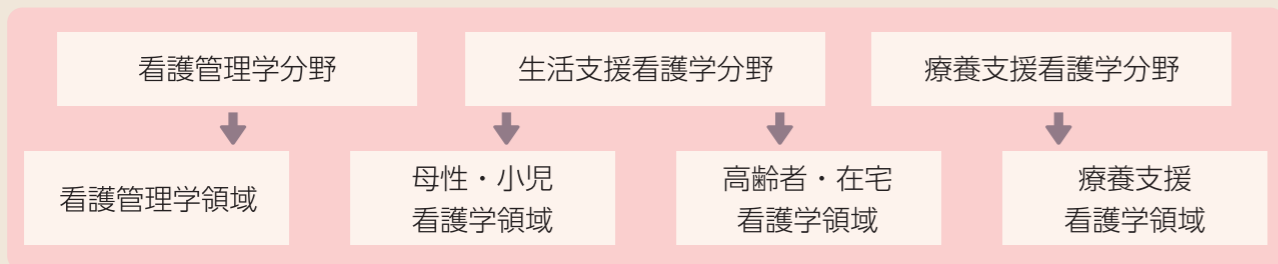 看護管理学分野
生活支援看護学分野
療養支援看護学分野
看護管理学領域
母性・小児
看護学領域
高齢者・在宅
看護学領域
療養支援
看護学領域